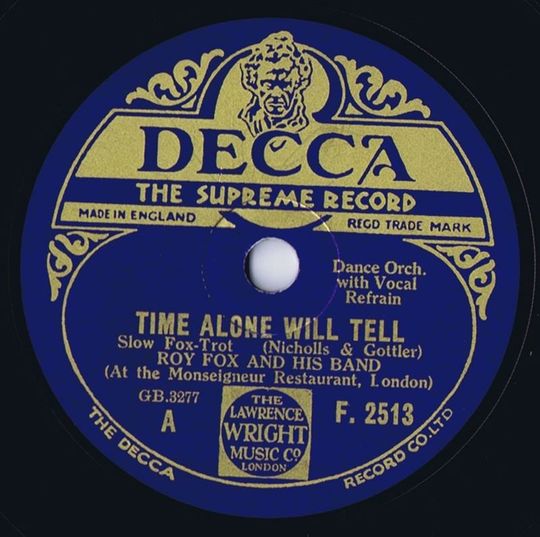 DECCA
THE SUPREME RECORD
MADE IN ENGLAND
REGD TRADE MARK
Dance Orch.
with Vocal
Refrain
TIME ALONE WILL TELL
Slow Fox-Trot (Nicholls & Gottler)
ROY FOX AND HIS BAND
(At the Monseigneur Restaurant, London)
GB.3277
A
THE
LAWRENCE
WRIGHT
MUSIC Co.
LONDON
F. 2513
THE DECCA
RECORD CO. LTD